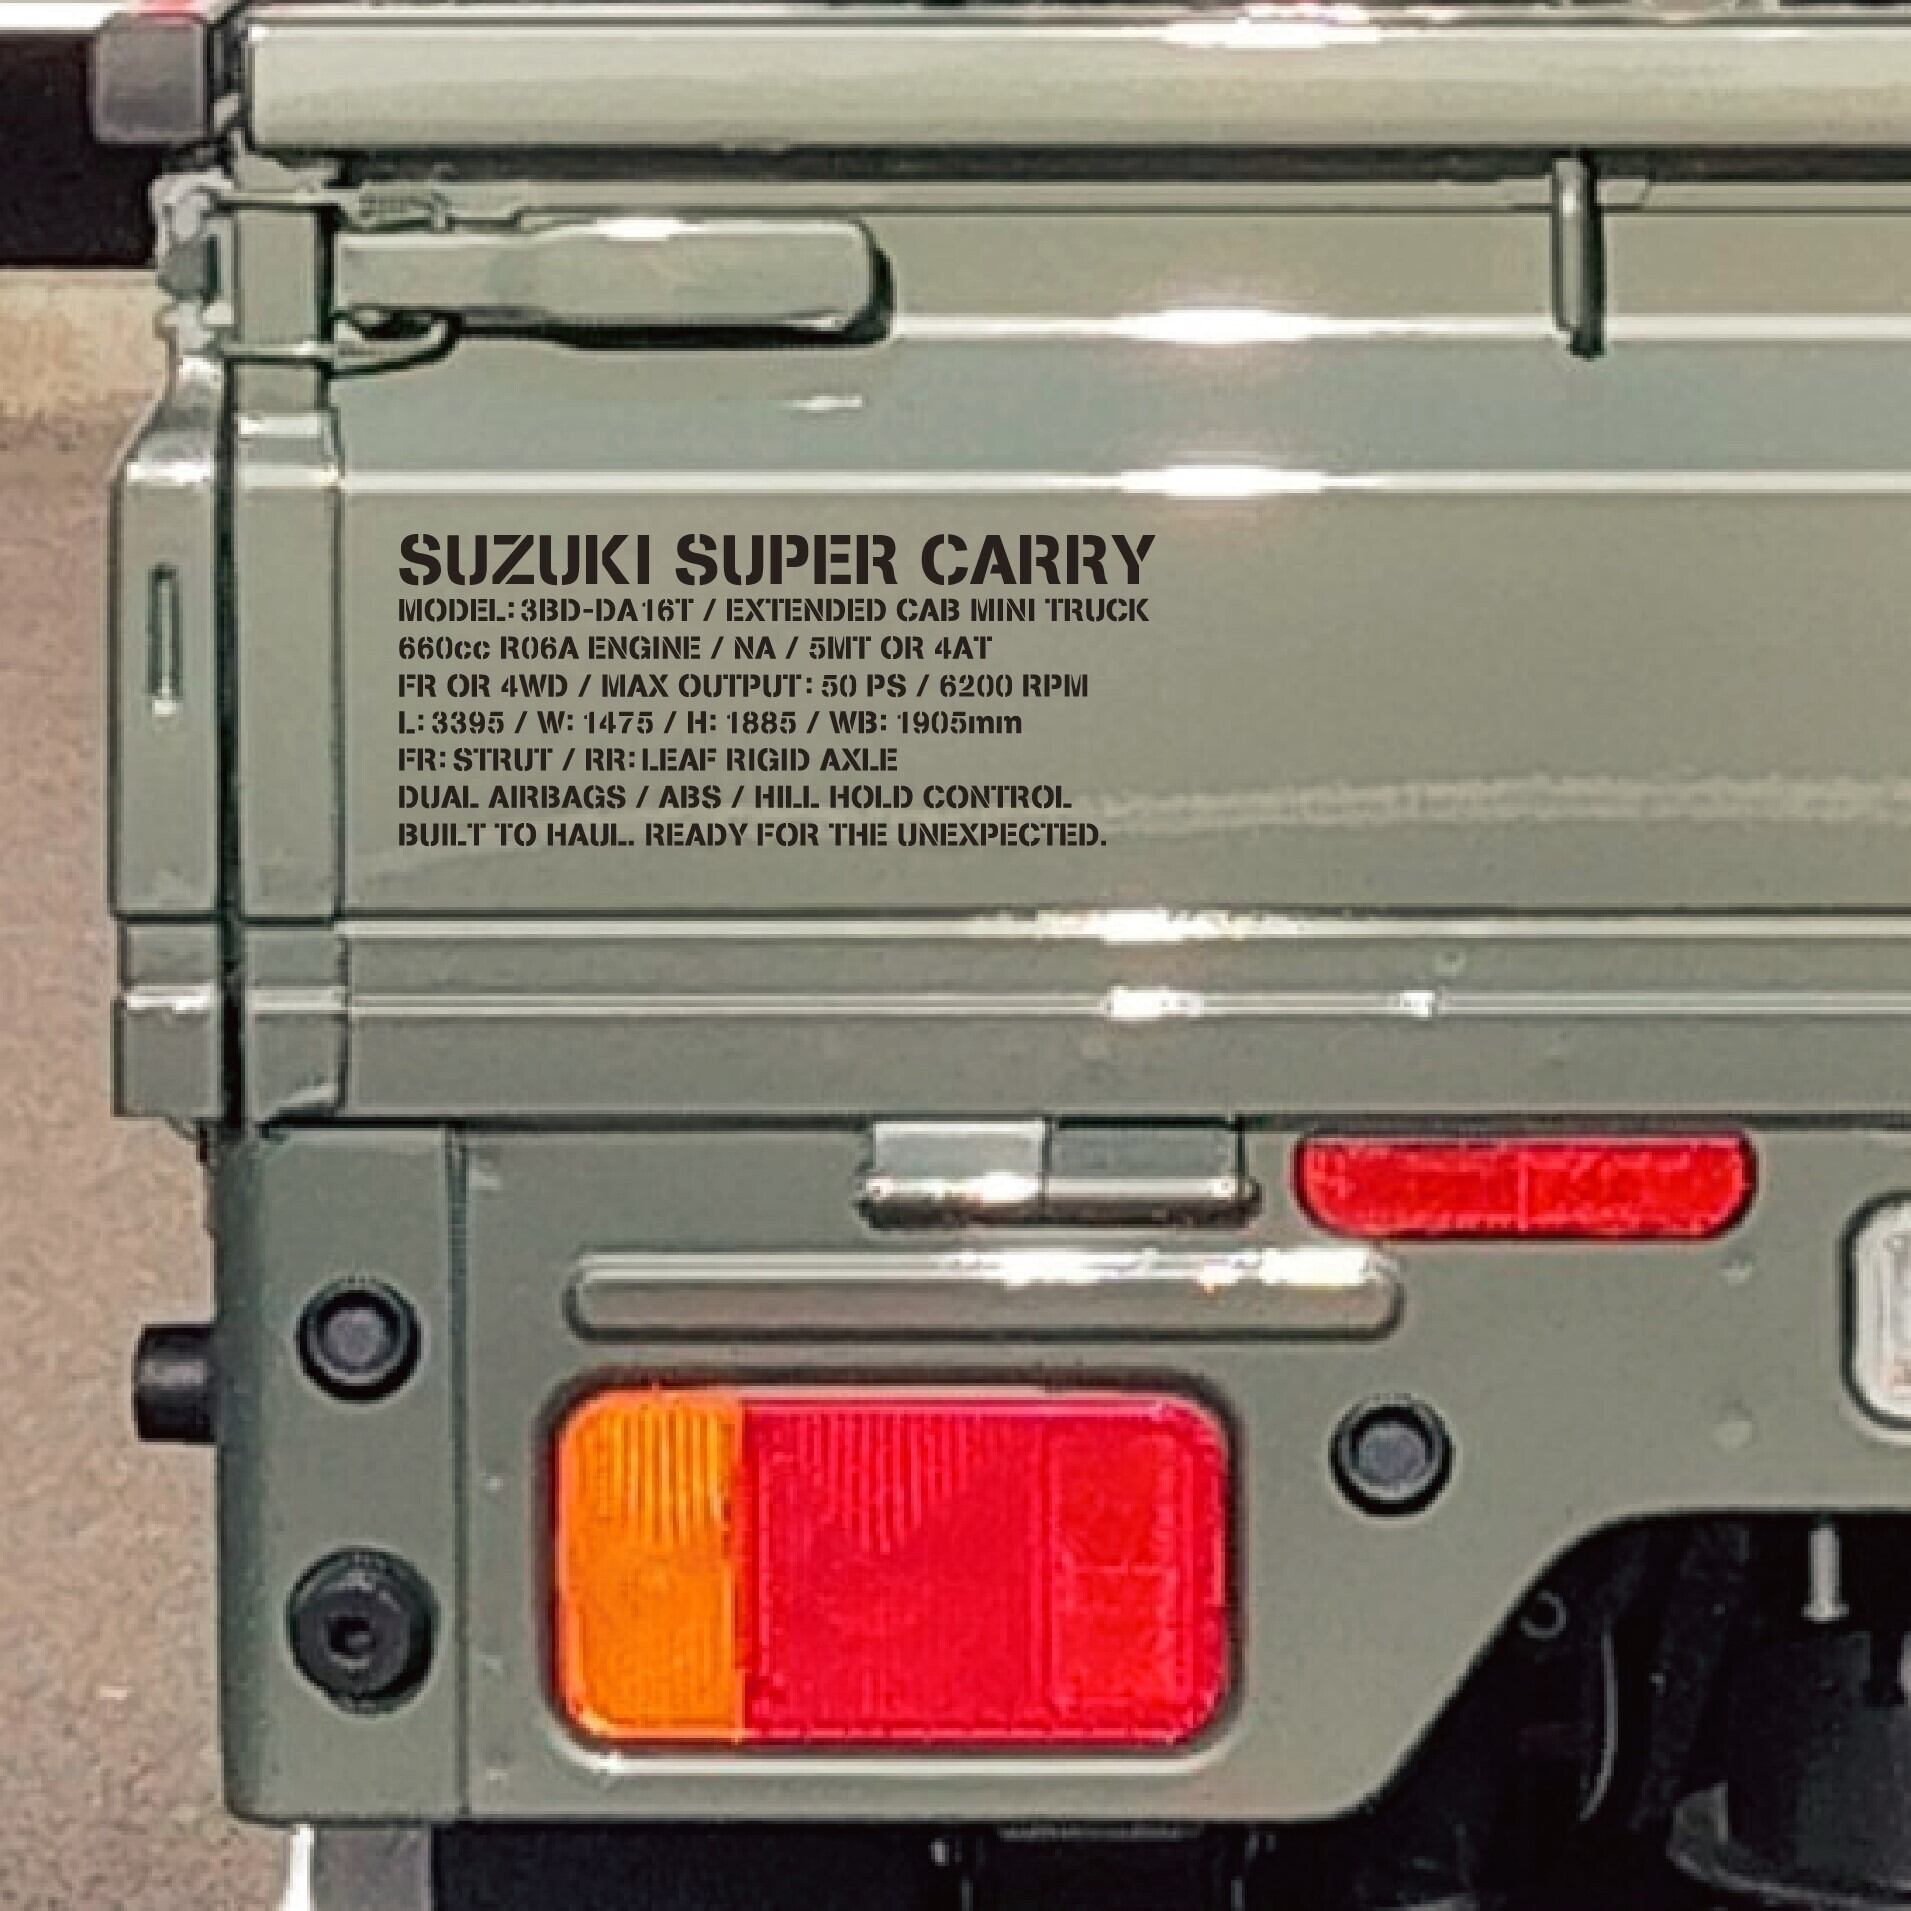 SUZUKI SUPER CARRY
MODEL: 3BD-DA16T / EXTENDED CAB MINI TRUCK
660cc R06A ENGINE / NA / 5MT OR 4AT
FR OR 4WD / MAX OUTPUT: 50 PS / 6200 RPM
L: 3395 / W: 1475 / H: 1885 / WB: 1905mm
FR: STRUT / RR: LEAF RIGID AXLE
DUAL AIRBAGS / ABS / HILL HOLD CONTROL
BUILT TO HAUL. READY FOR THE UNEXPECTED.